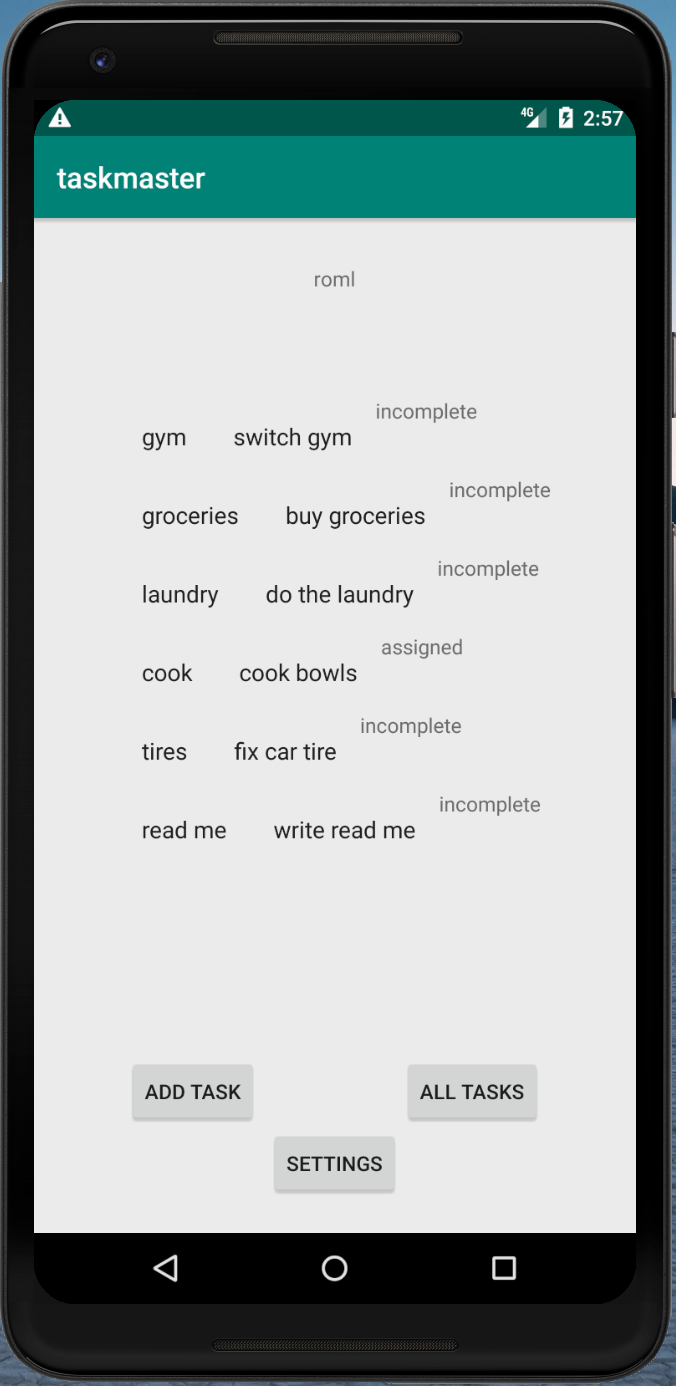 4G 2:57
taskmaster
roml
incomplete
gym switch gym
incomplete
groceries buy groceries
incomplete
laundry do the laundry
assigned
cook cook bowls
incomplete
tires fix car tire
incomplete
read me write read me
ADD TASK ALL TASKS
SETTINGS